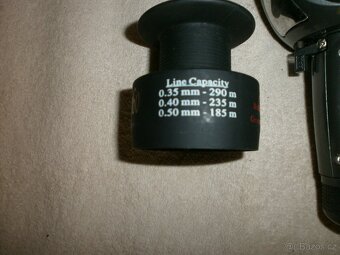 Line Capacity
0.35 mm - 290 m
0.40 mm - 235 m
0.50 mm - 185 m